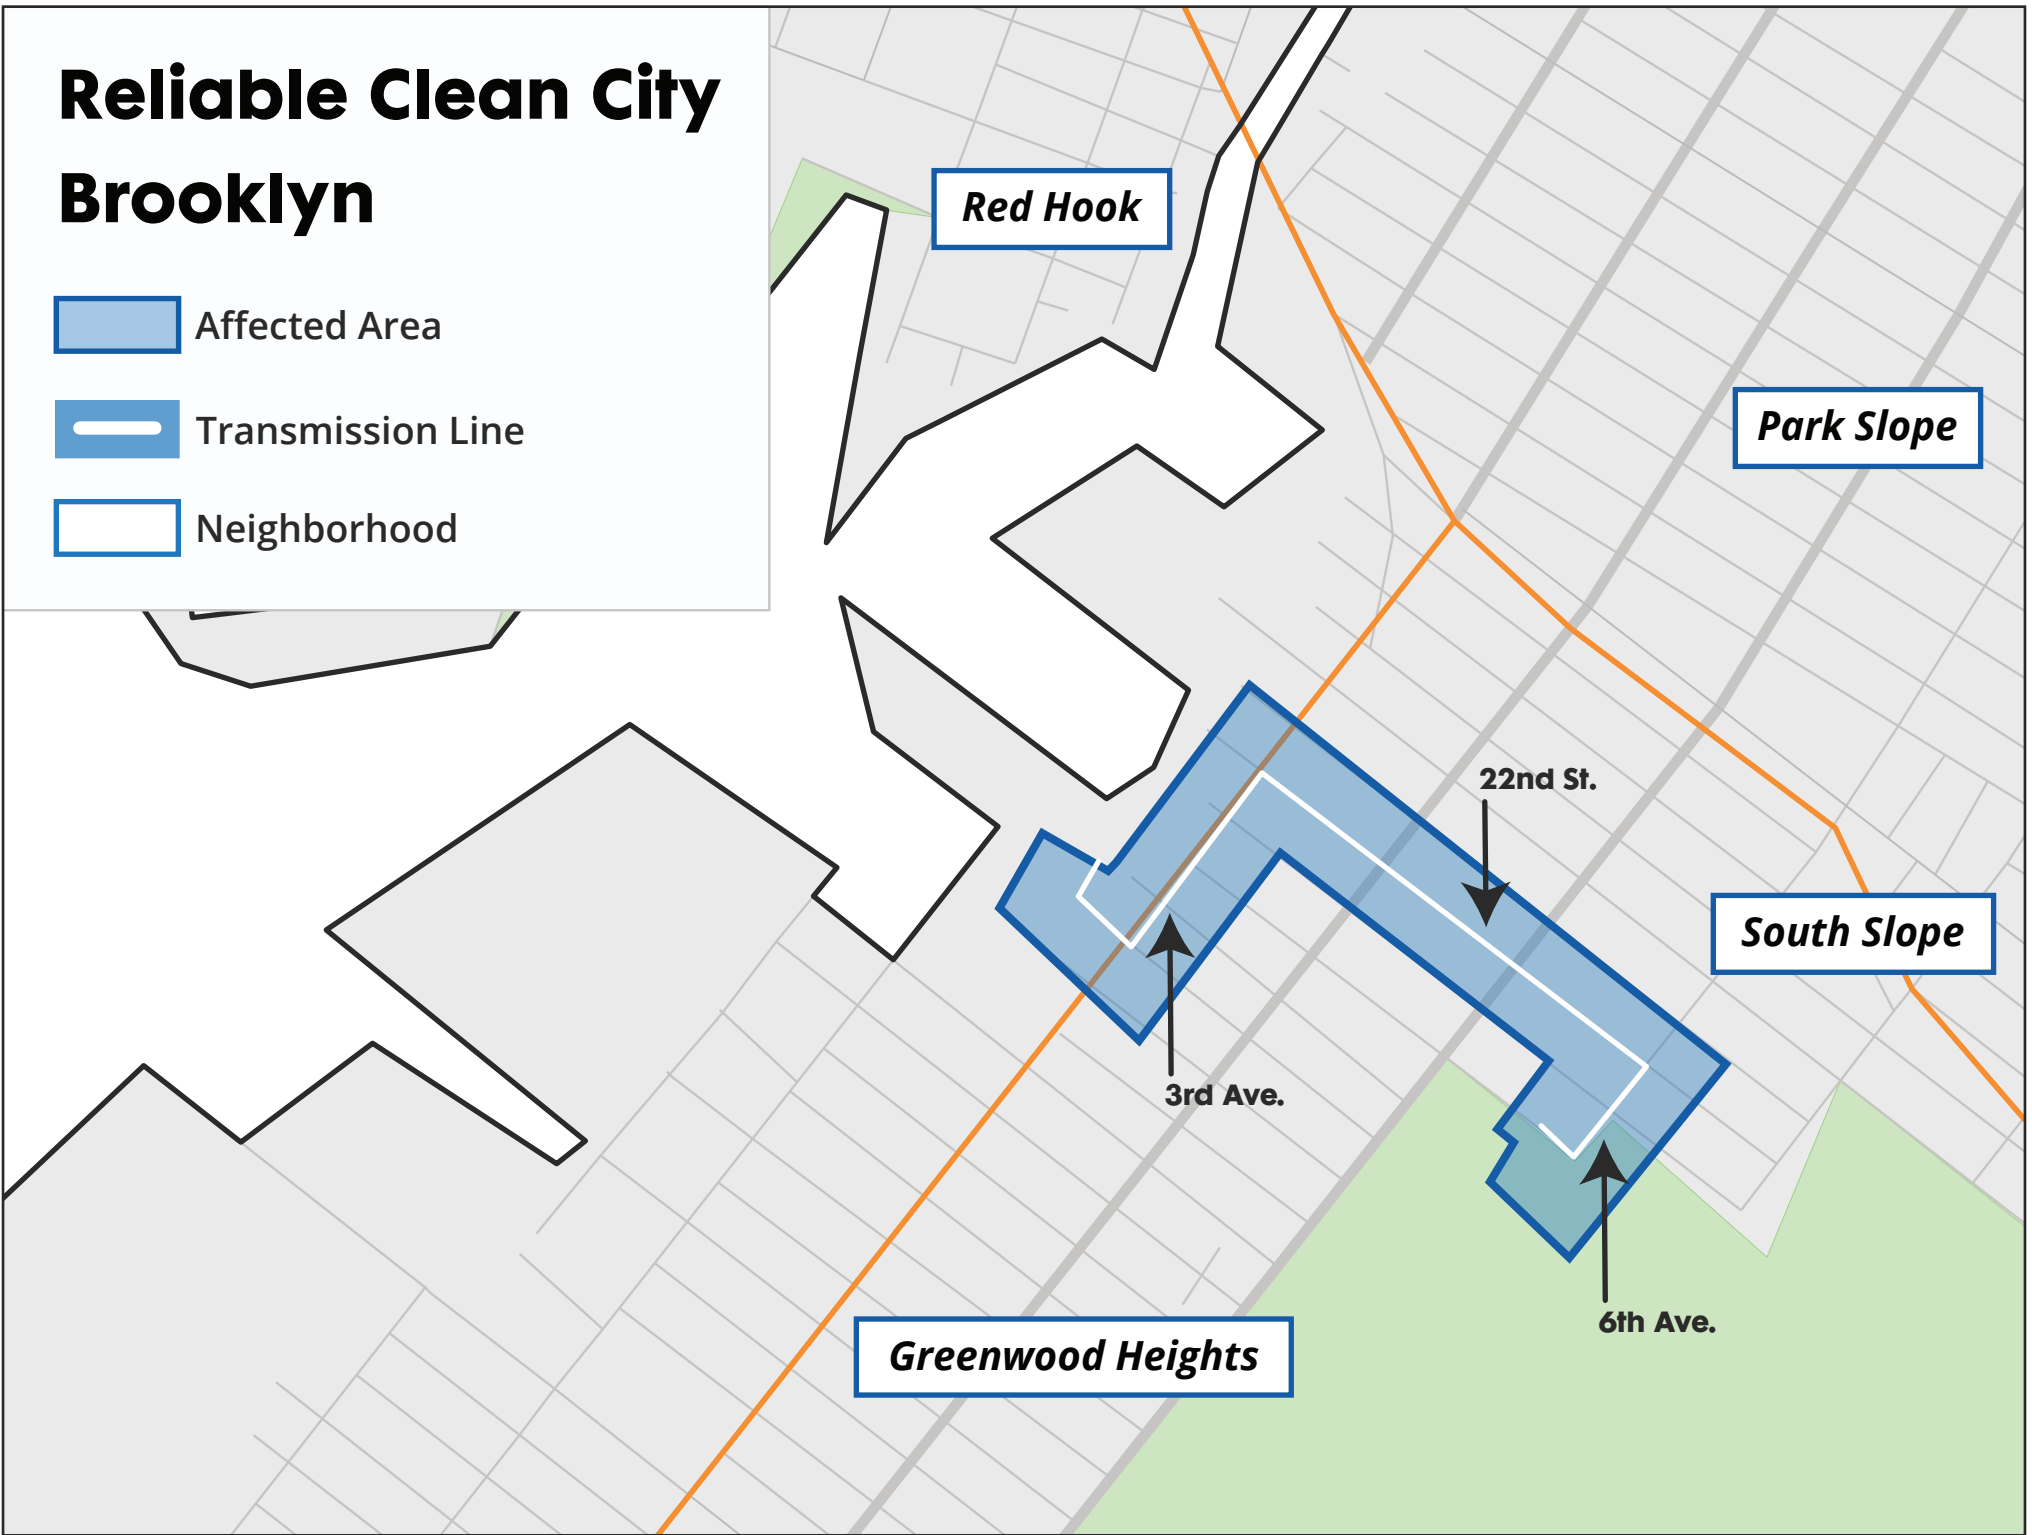 Reliable Clean City
Brooklyn
Affected Area
Transmission Line
Neighborhood
Red Hook
Park Slope
22nd St.
South Slope
3rd Ave.
6th Ave.
Greenwood Heights